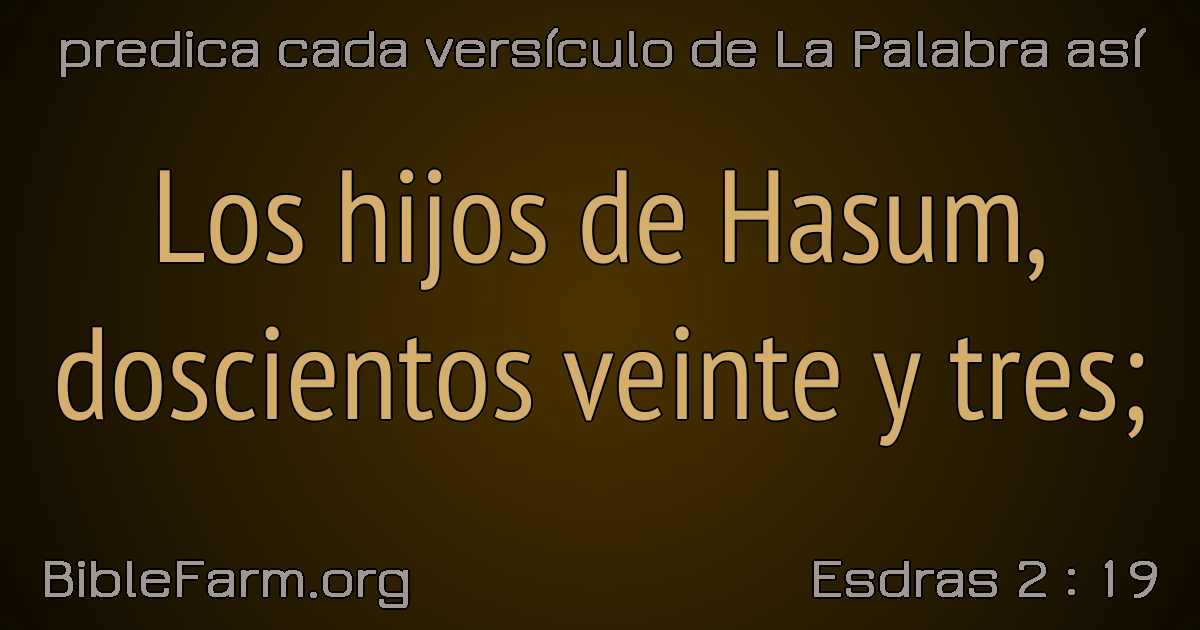 predica cada versículo de La Palabra así
Los hijos de Hasum,
doscientos veinte y tres;
BibleFarm.org
Esdras 2 : 19